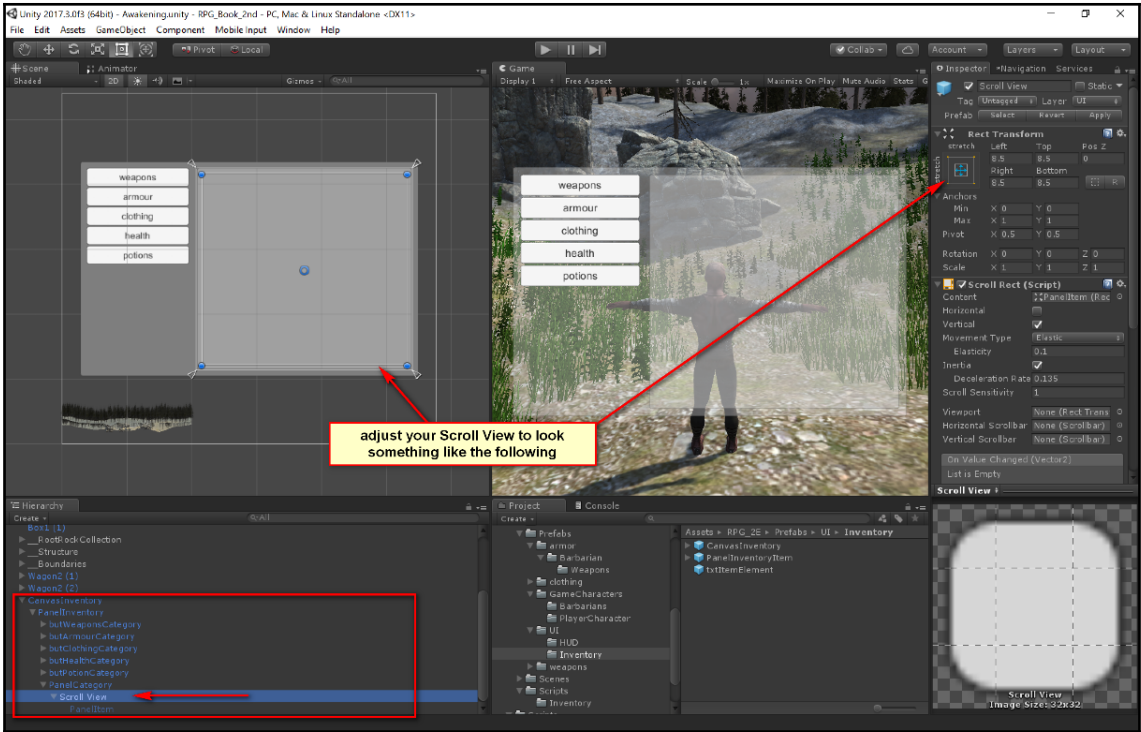 Unity 2017.3.0f3 (64bit) - Awakening.unity - RPG_Book_2nd - PC, Mac & Linux Standalone <DX11>
File Edit Assets GameObject Component Mobile Input Window Help
Pivot Local Collab Account Layers Layout
Scene Animator
Shaded 2D Gizmos All
weapons
armour
clothing
health
potions
Game
Display 1 Free Aspect Scale 1x Maximize On Play Mute Audio Stats G
weapons
armour
clothing
health
potions
adjust your Scroll View to look
something like the following
Inspector Navigation Services
Scroll View Static
Tag Untagged Layer UI
Prefab Select Revert Apply
Rect Transform
stretch Left Top Pos Z
stretch 8.5 8.5 0
Right Bottom
8.5 8.5 R
Anchors
Min X 0 Y 0
Max X 1 Y 1
Pivot X 0.5 Y 0.5
Rotation X 0 Y 0 Z 0
Scale X 1 Y 1 Z 1
Scroll Rect (Script)
Content PanelItem (Rec
Horizontal
Vertical
Movement Type Elastic
Elasticity 0.1
Inertia
Deceleration Rate 0.135
Scroll Sensitivity 1
Viewport None (Rect Trans
Horizontal Scrollbar None (Scrollbar)
Vertical Scrollbar None (Scrollbar)
On Value Changed (Vector2)
List is Empty
Scroll View
Scroll View
Image Size: 32x32
Hierarchy
Create All
Box1 (1)
__RootRockCollection
__Structure
__Boundaries
Wagon2 (1)
Wagon2 (2)
CanvasInventory
PanelInventory
butWeaponsCategory
butArmourCategory
butClothingCategory
butHealthCategory
butPotionCategory
PanelCategory
Scroll View
PanelItem
Project Console
Create
Prefabs
armor
Barbarian
Weapons
clothing
GameCharacters
Barbarians
PlayerCharacter
UI
HUD
Inventory
weapons
Scenes
Scripts
Inventory
Assets RPG_2E Prefabs UI Inventory
CanvasInventory
PanelInventoryItem
txtItemElement